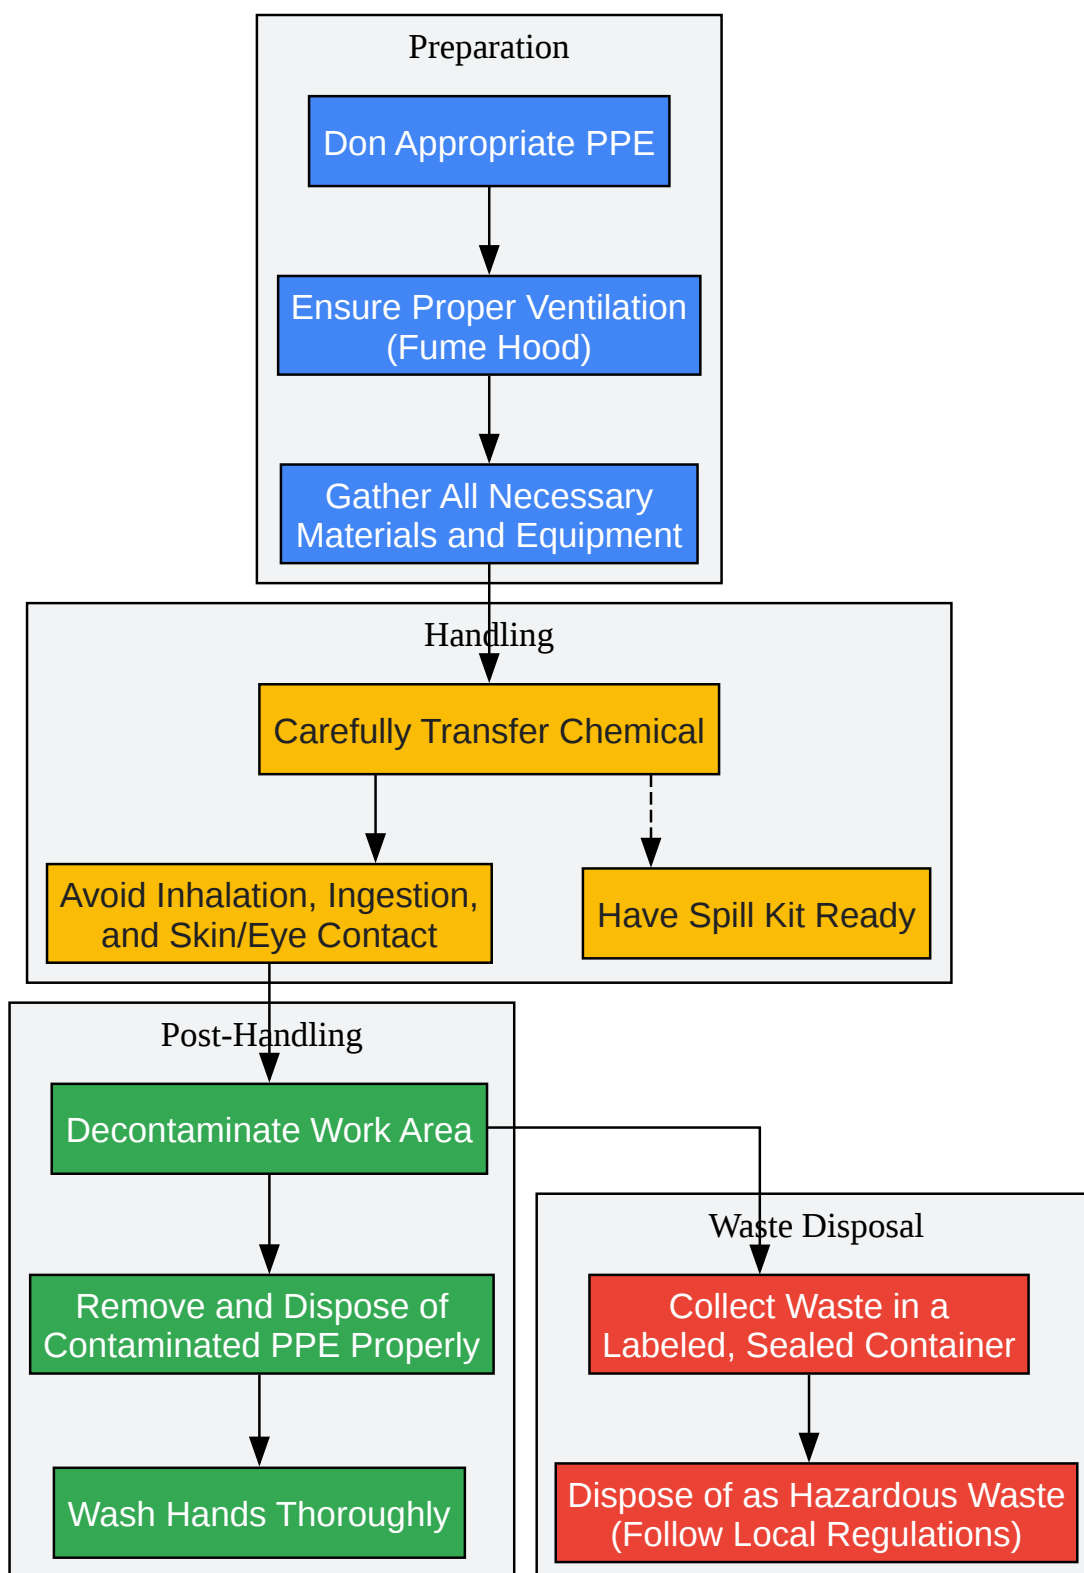 Preparation
Don Appropriate PPE
Ensure Proper Ventilation
(Fume Hood)
Gather All Necessary
Materials and Equipment
Handling
Carefully Transfer Chemical
Avoid Inhalation, Ingestion,
and Skin/Eye Contact
Have Spill Kit Ready
Post-Handling
Decontaminate Work Area
Remove and Dispose of
Contaminated PPE Properly
Wash Hands Thoroughly
Waste Disposal
Collect Waste in a
Labeled, Sealed Container
Dispose of as Hazardous Waste
(Follow Local Regulations)